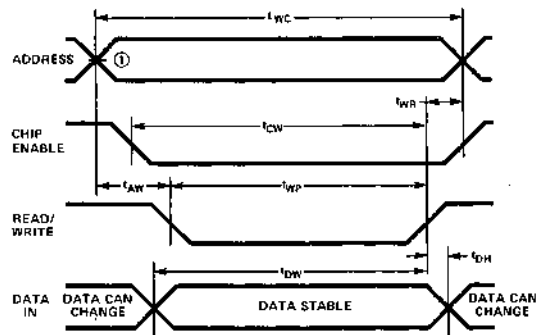 tWC
ADDRESS
①
tWR
tCW
CHIP
ENABLE
tAW
tWP
READ/
WRITE
tDW
tDH
DATA
IN
DATA CAN
CHANGE
DATA STABLE
DATA CAN
CHANGE